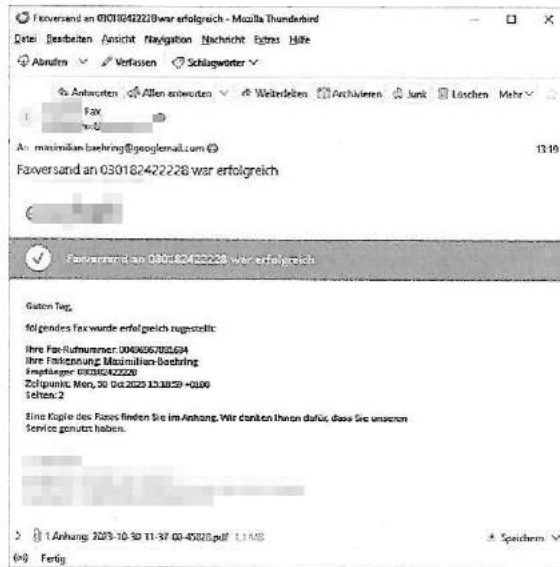 Faxversand an 030182422228 war erfolgreich - Mozilla Thunderbird
Datei Bearbeiten Ansicht Navigation Nachricht Extras Hilfe
Abrufen Verfassen Schlagwörter
Antworten Allen antworten Weiterleiten Archivieren Junk Löschen Mehr
Fax
An maximilian.baehring@googlemail.com 13:19
Faxversand an 030182422228 war erfolgreich
Faxversand an 030182422228 war erfolgreich
Guten Tag,
folgendes Fax wurde erfolgreich zugestellt:
Ihre Fax-Rufnummer: 00496967831634
Ihre Faxkennung: Maximilian-Baehring
Empfänger: 030182422228
Zeitpunkt: Mon, 30 Oct 2023 13:18:59 +0100
Seiten: 2
Eine Kopie des Faxes finden Sie im Anhang. Wir danken Ihnen dafür, dass Sie unseren
Service genutzt haben.
1 Anhang: 2023-10-30 11-37-00-45828.pdf 1,1 MB Speichern
Fertig